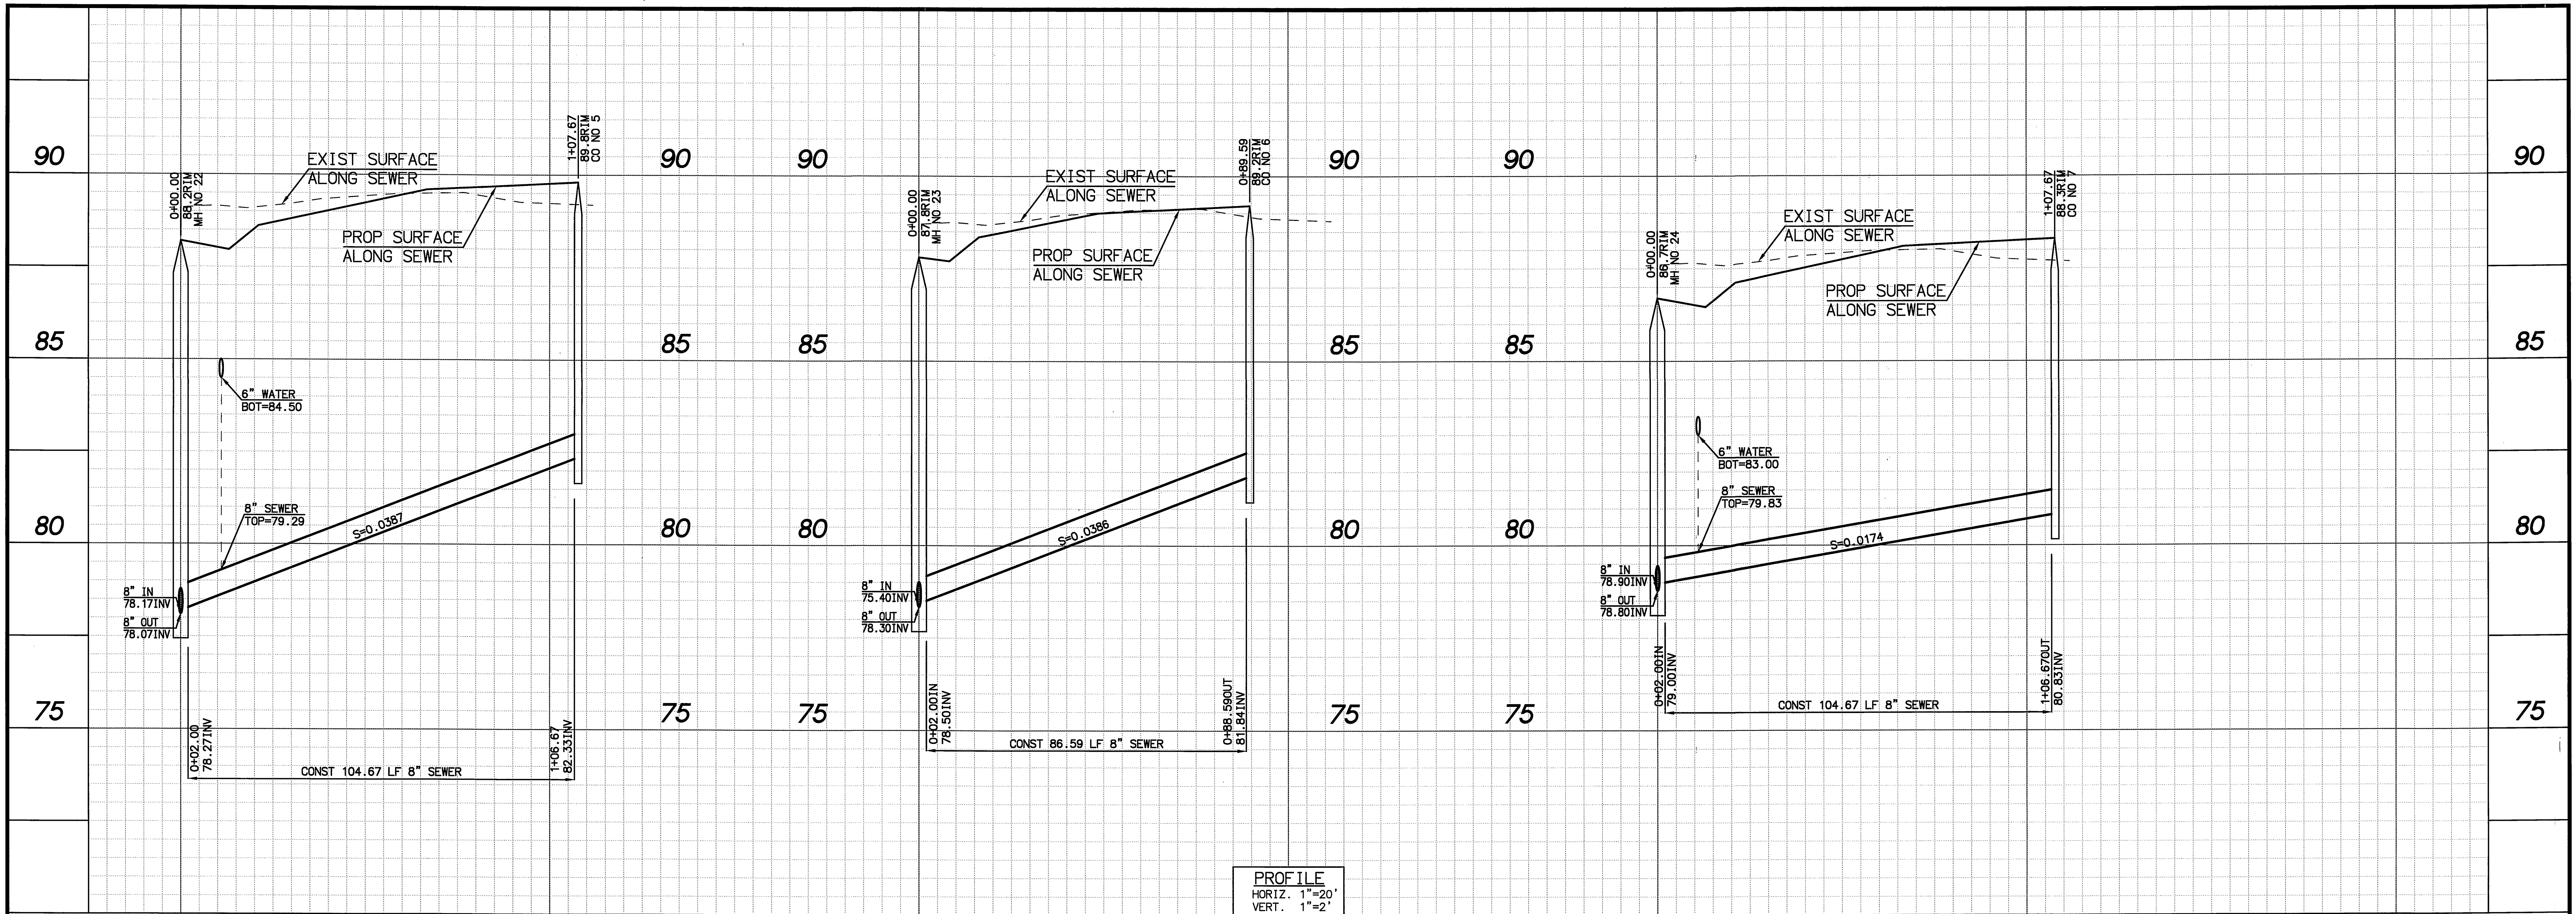 0+00.00
88.2RIM
MH NO 22
1+07.67
89.8RIM
CO NO 5
0+00.00
87.8RIM
MH NO 23
0+89.59
89.2RIM
CO NO 6
0+00.00
86.7RIM
MH NO 24
1+07.67
88.3RIM
CO NO 7
90
90
90
90
90
90
EXIST SURFACE
ALONG SEWER
PROP SURFACE
ALONG SEWER
EXIST SURFACE
ALONG SEWER
PROP SURFACE
ALONG SEWER
EXIST SURFACE
ALONG SEWER
PROP SURFACE
ALONG SEWER
85
85
85
85
85
85
6" WATER
BOT=84.50
8" SEWER
TOP=79.29
S=0.0387
S=0.0386
6" WATER
BOT=83.00
8" SEWER
TOP=79.83
S=0.0174
80
80
80
80
80
80
8" IN
78.17INV
8" OUT
78.07INV
8" IN
75.40INV
8" OUT
78.30INV
8" IN
78.90INV
8" OUT
78.80INV
75
75
75
75
75
75
0+02.00
78.27INV
CONST 104.67 LF 8" SEWER
1+06.67
82.33INV
0+02.00IN
78.50INV
CONST 86.59 LF 8" SEWER
0+88.59OUT
81.84INV
0+02.00IN
79.00INV
CONST 104.67 LF 8" SEWER
1+06.67OUT
80.83INV
PROFILE
HORIZ. 1"=20'
VERT. 1"=2'